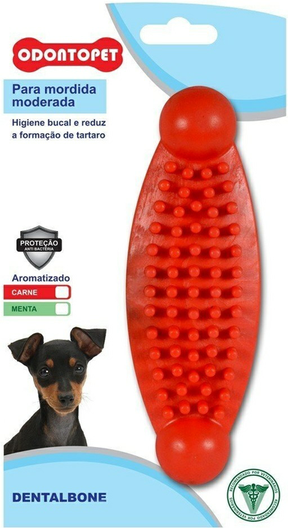 ODONTOPET
Para mordida
moderada
Higiene bucal e reduz
a formação de tartaro
PROTEÇÃO
ANTI-BACTÉRIA
Aromatizado
CARNE
MENTA
DENTALBONE